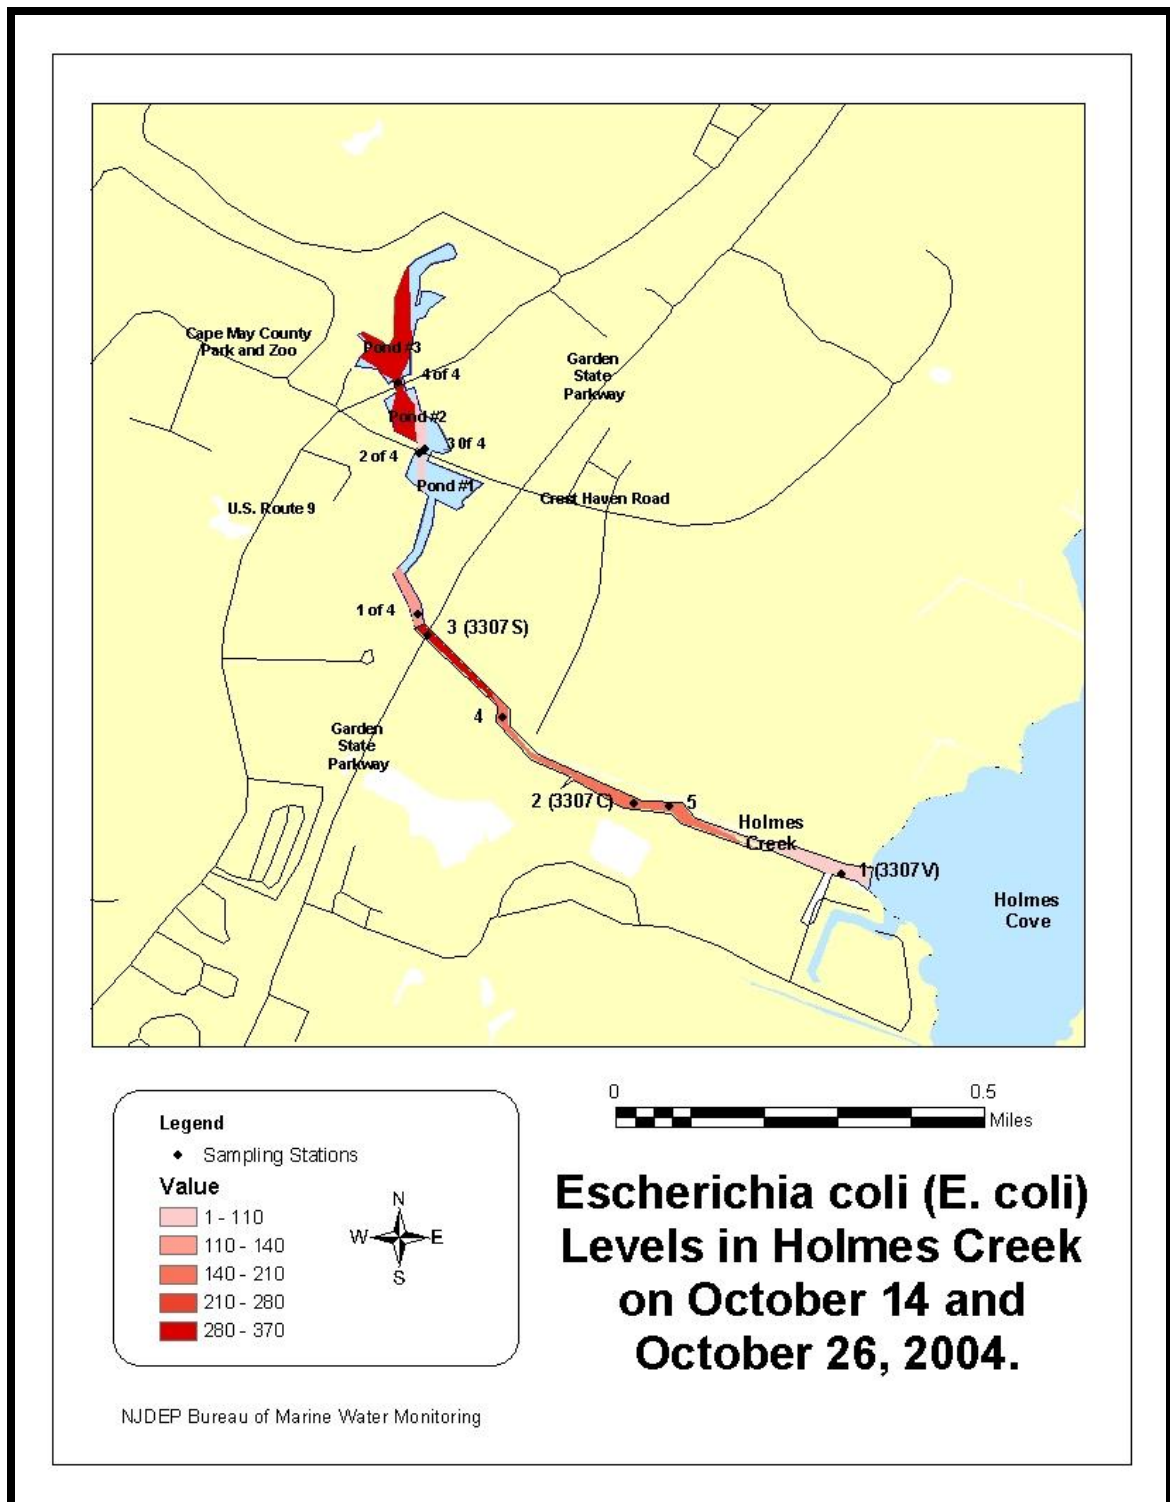 Cape May County
Park and Zoo
Pond #3
4 of 4
Garden
State
Parkway
Pond #2
3 0f 4
2 of 4
Pond #1
Crest Haven Road
U.S. Route 9
1 of 4
3 (3307S)
4
Garden
State
Parkway
2 (3307C)
5
Holmes
Creek
1 (3307V)
Holmes
Cove
0 0.5
Miles
Legend
Sampling Stations
Value
1 - 110
110 - 140
140 - 210
210 - 280
280 - 370
N
W E
S
Escherichia coli (E. coli)
Levels in Holmes Creek
on October 14 and
October 26, 2004.
NJDEP Bureau of Marine Water Monitoring